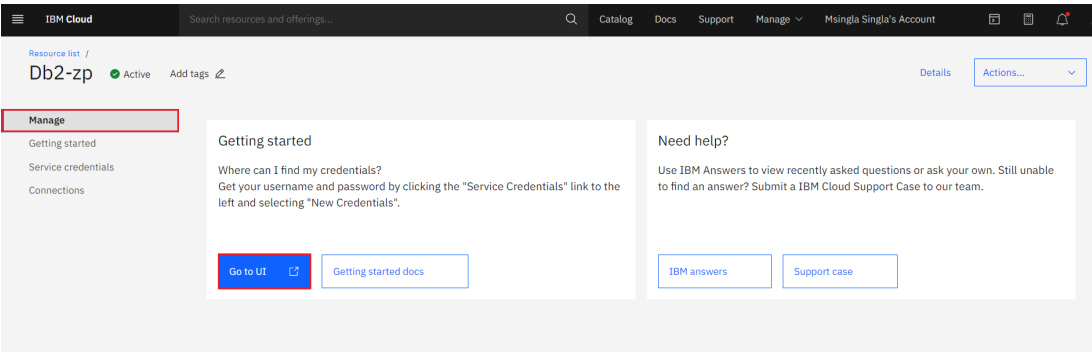 IBM Cloud
Search resources and offerings...
Catalog
Docs
Support
Manage
Msingla Singla's Account
Resource list /
Db2-zp
Active
Add tags
Details
Actions...
Manage
Getting started
Service credentials
Connections
Getting started
Where can I find my credentials?
Get your username and password by clicking the "Service Credentials" link to the
left and selecting "New Credentials".
Go to UI
Getting started docs
Need help?
Use IBM Answers to view recently asked questions or ask your own. Still unable
to find an answer? Submit a IBM Cloud Support Case to our team.
IBM answers
Support case